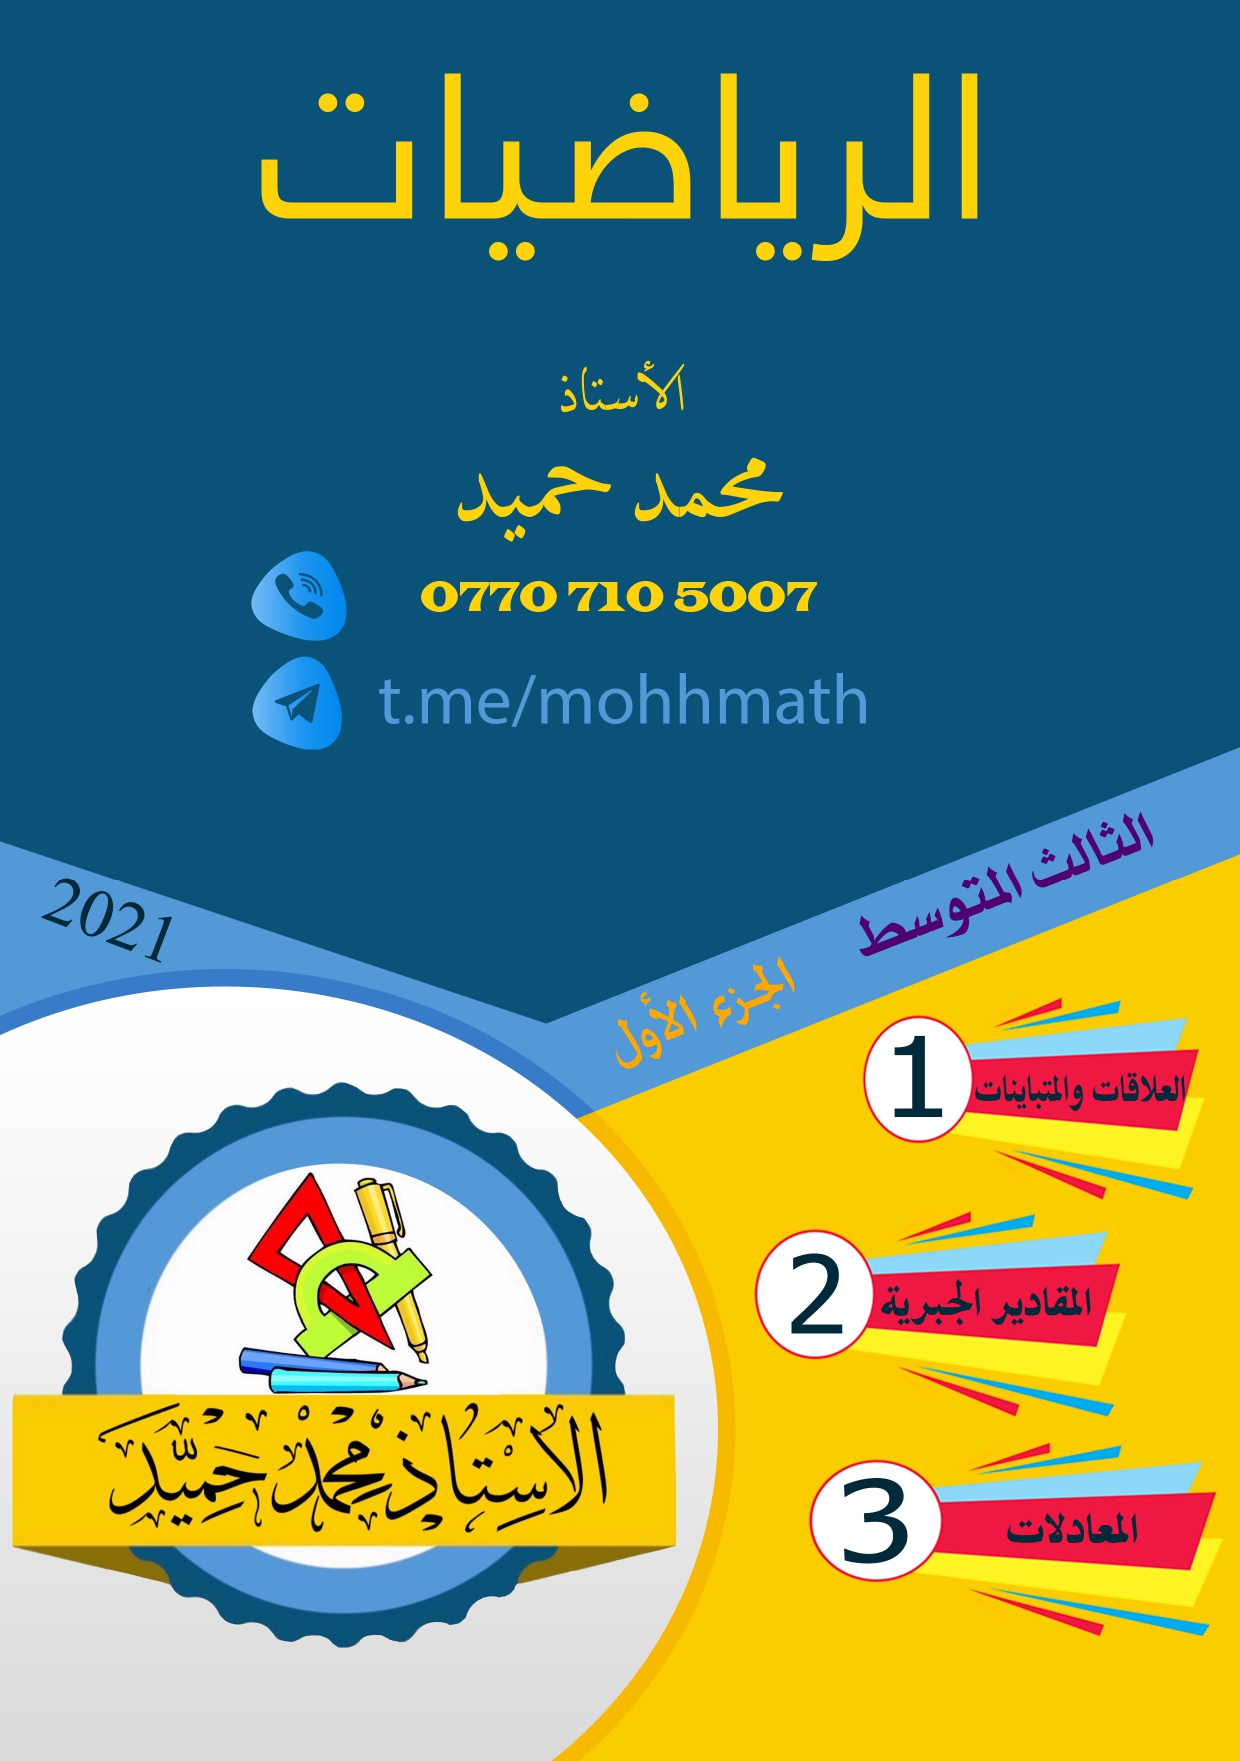 الرياضيات
الأستاذ
محمد حميد
0770 710 5007
t.me/mohhmath
2021
الثالث المتوسط
الجزء الأول
1 العلاقات والمتباينات
2 المقادير الجبرية
3 المعادلات
الاستاذ محمد حميد